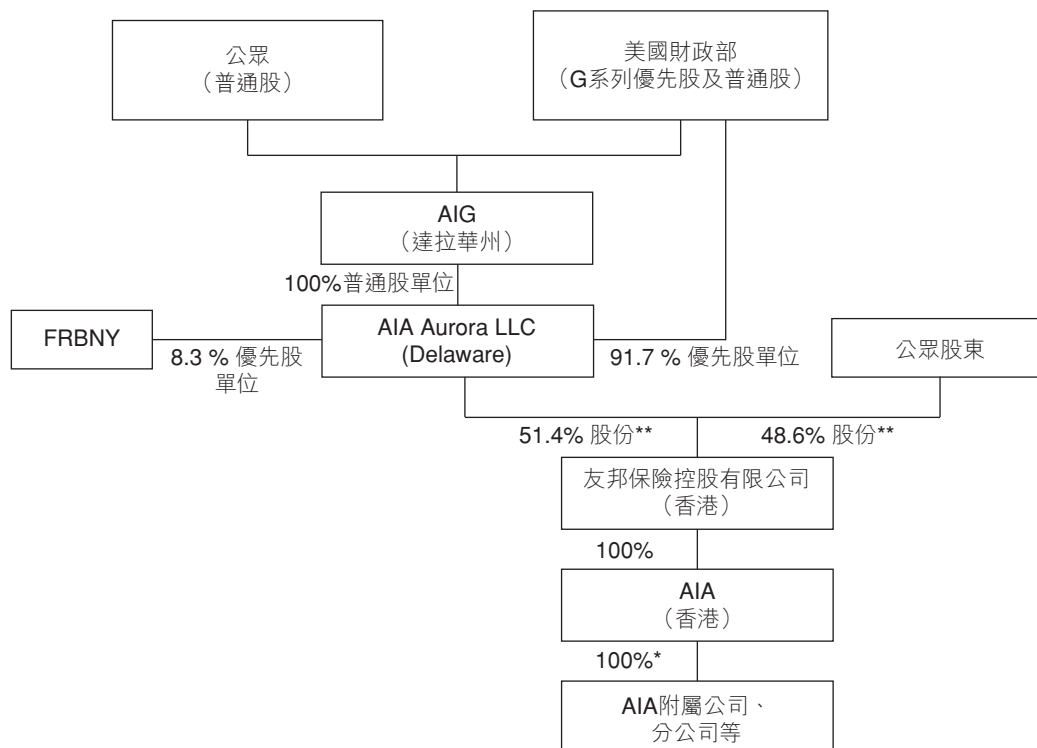 公眾
（普通股）
美國財政部
（G系列優先股及普通股）
AIG
（達拉華州）
100%普通股單位
FRBNY
8.3 % 優先股
單位
AIA Aurora LLC
(Delaware)
91.7 % 優先股單位
公眾股東
51.4% 股份**
48.6% 股份**
友邦保險控股有限公司
（香港）
100%
AIA
（香港）
100%*
AIA附屬公司、
分公司等